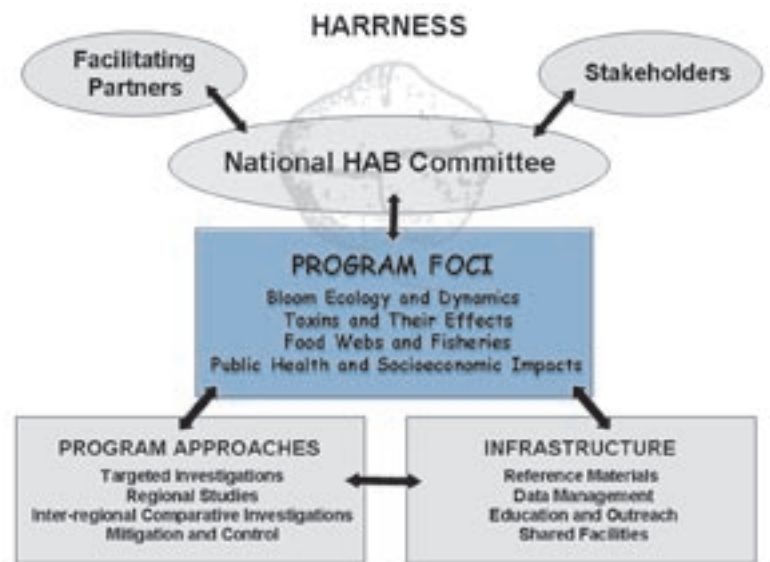 HARRNESS
Facilitating
Partners
Stakeholders
National HAB Committee
PROGRAM FOCI
Bloom Ecology and Dynamics
Toxins and Their Effects
Food Webs and Fisheries
Public Health and Socioeconomic Impacts
PROGRAM APPROACHES
Targeted Investigations
Regional Studies
Inter-regional Comparative Investigations
Mitigation and Control
INFRASTRUCTURE
Reference Materials
Data Management
Education and Outreach
Shared Facilities